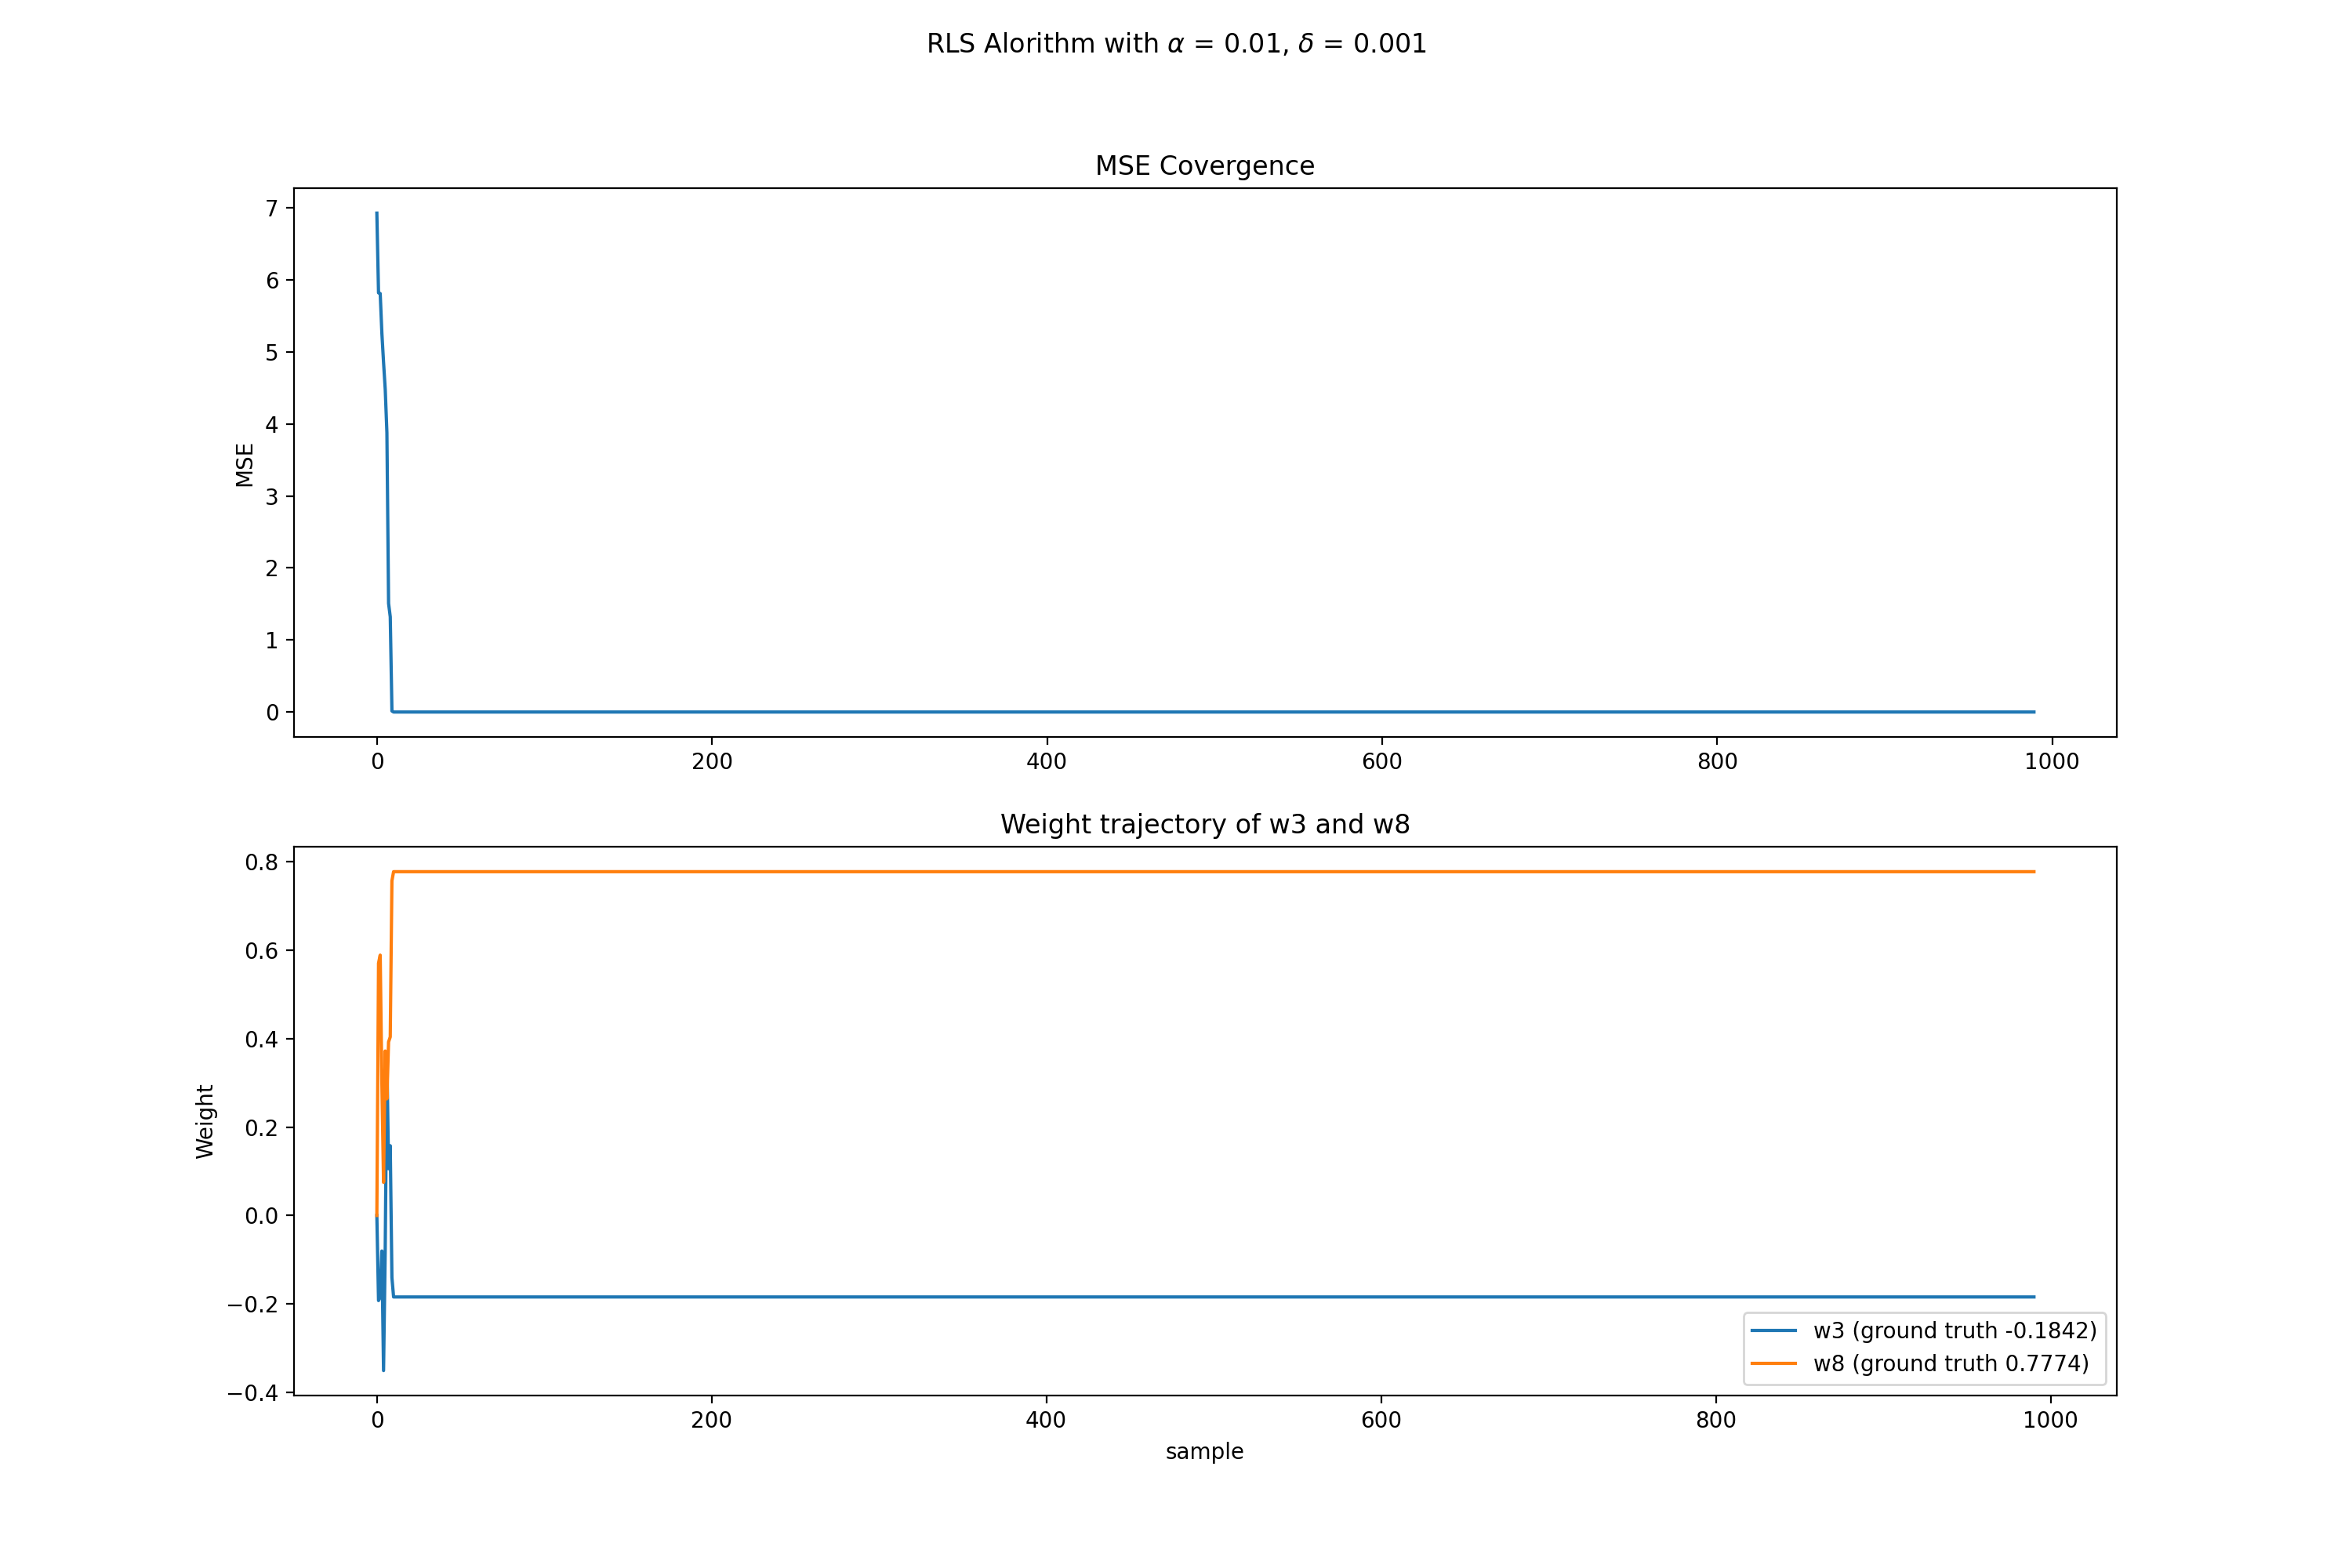 RLS Alorithm with α = 0.01, δ = 0.001
MSE Covergence
7
6
5
4
3
2
1
0
MSE
0 200 400 600 800 1000
Weight trajectory of w3 and w8
0.8
0.6
0.4
0.2
0.0
−0.2
−0.4
Weight
w3 (ground truth -0.1842)
w8 (ground truth 0.7774)
0 200 400 600 800 1000
sample